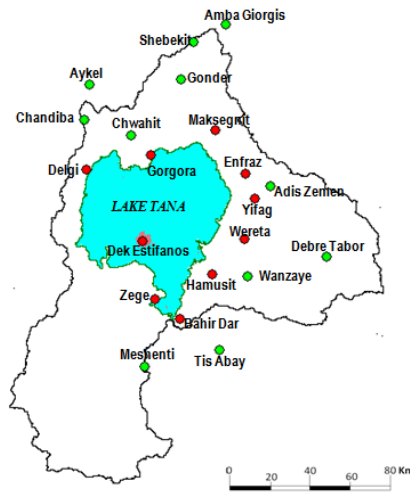 Amba Giorgis
Shebekit
Aykel
Gonder
Chandiba
Chwahit
Maksegnit
Delgi
Gorgora
Enfraz
Adis Zemen
LAKE TANA
Yifag
Wereta
Dek Estifanos
Debre Tabor
Hamusit
Wanzaye
Zege
Bahir Dar
Meshenti
Tis Abay
0 20 40 60 80 KM